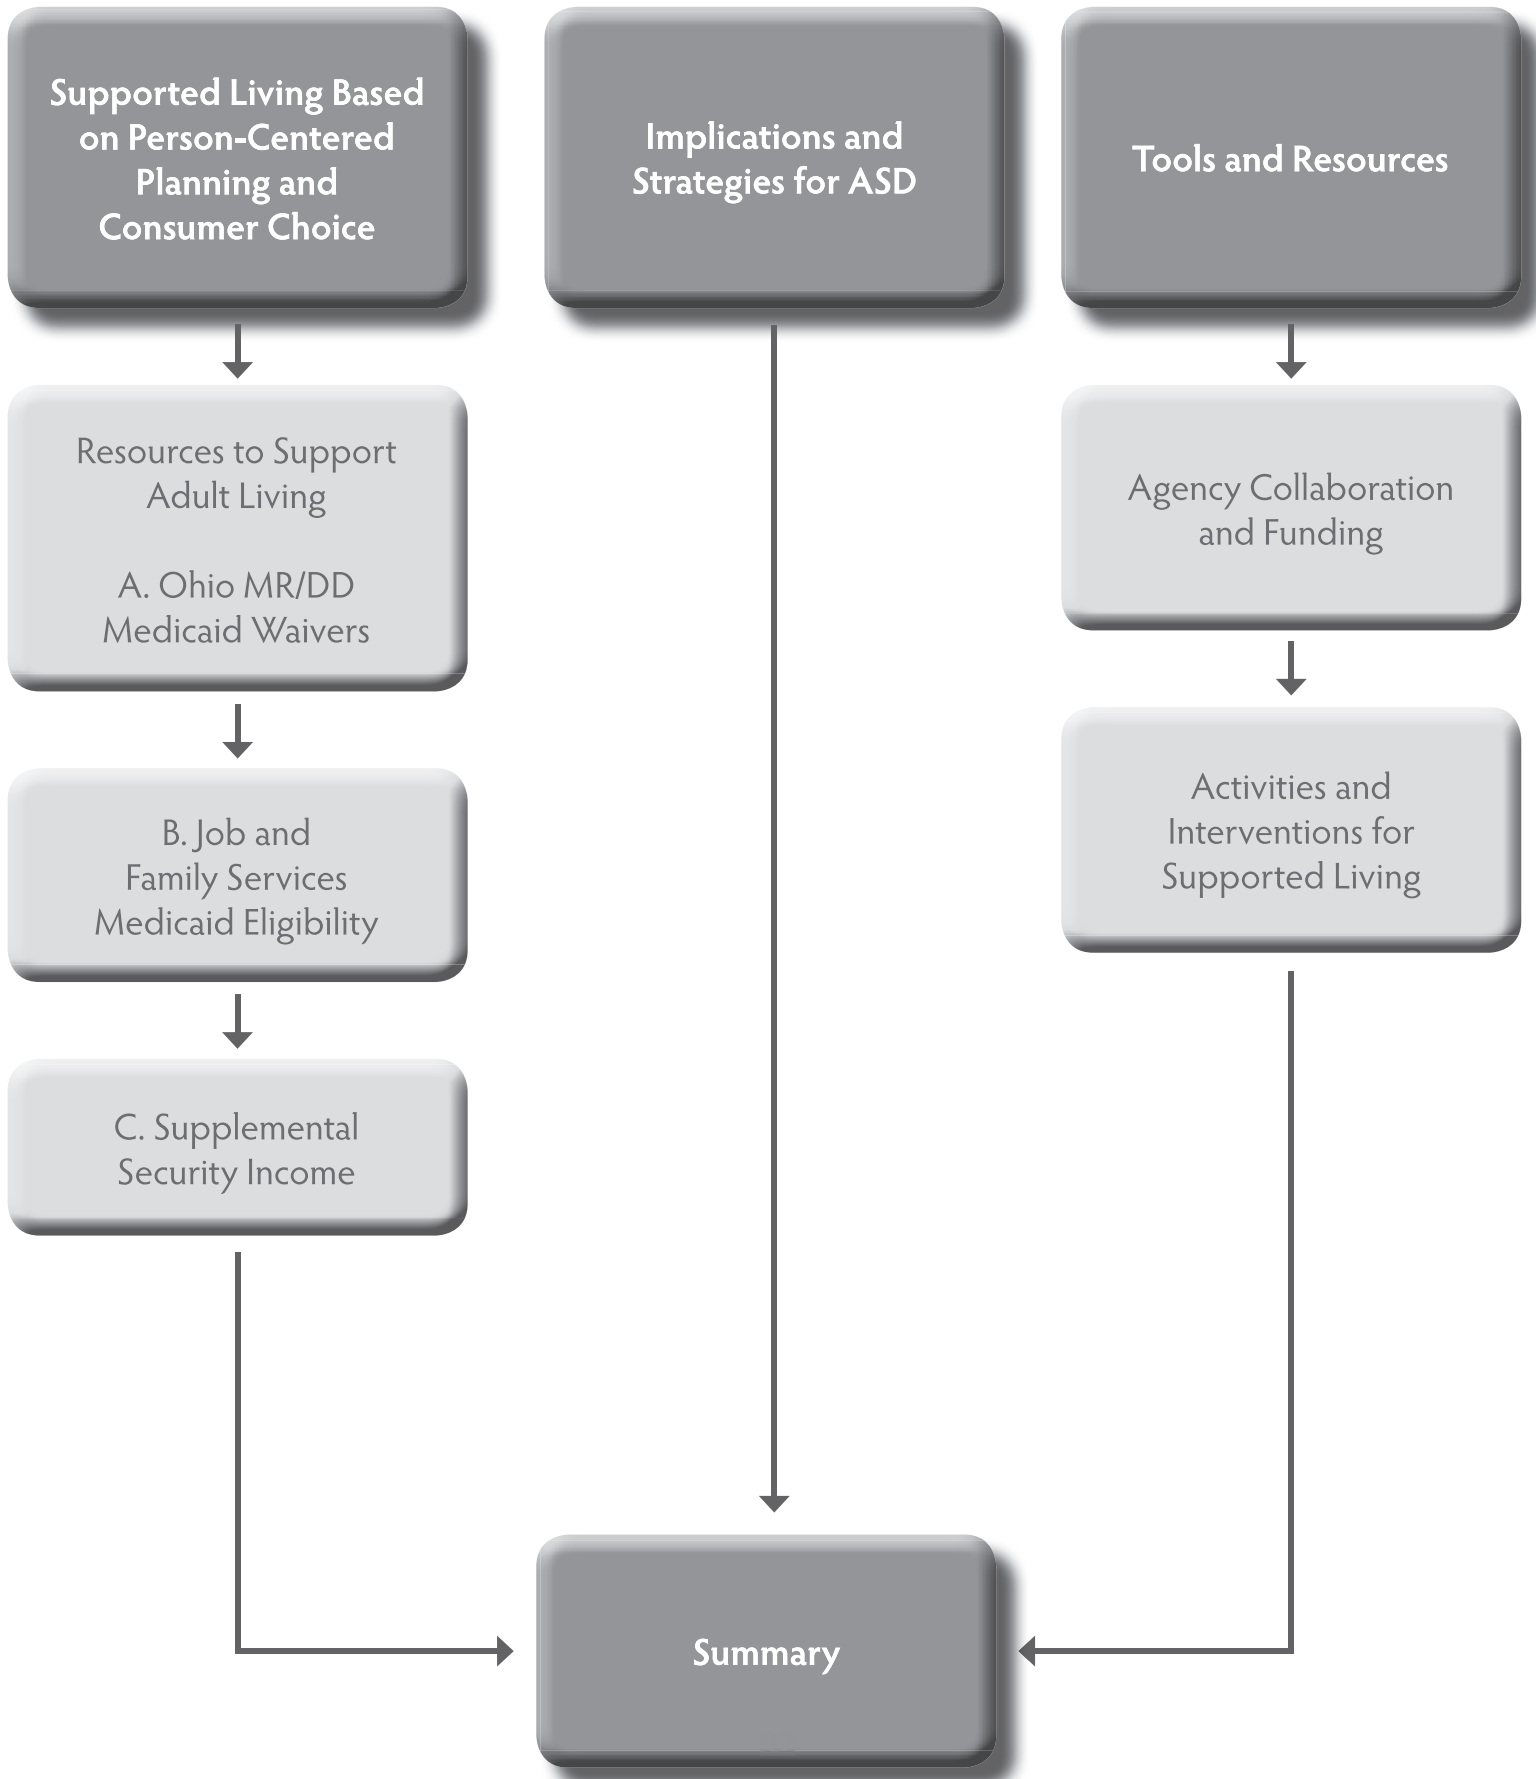 Supported Living Based
on Person-Centered
Planning and
Consumer Choice
Implications and
Strategies for ASD
Tools and Resources
Resources to Support
Adult Living
A. Ohio MR/DD
Medicaid Waivers
B. Job and
Family Services
Medicaid Eligibility
C. Supplemental
Security Income
Agency Collaboration
and Funding
Activities and
Interventions for
Supported Living
Summary